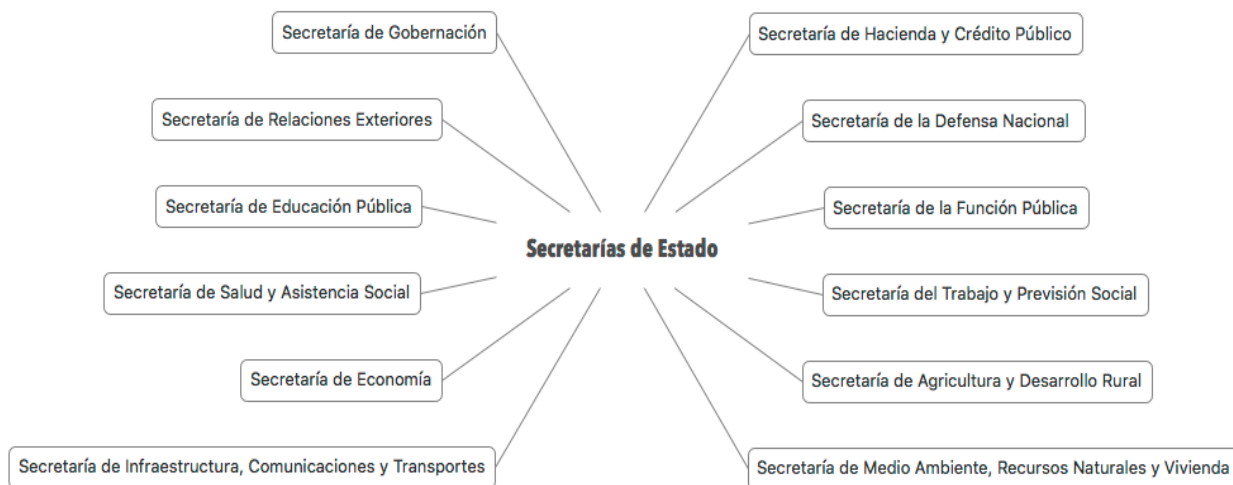 Secretaría de Gobernación
Secretaría de Hacienda y Crédito Público
Secretaría de Relaciones Exteriores
Secretaría de la Defensa Nacional
Secretaría de Educación Pública
Secretaría de la Función Pública
Secretarías de Estado
Secretaría de Salud y Asistencia Social
Secretaría del Trabajo y Previsión Social
Secretaría de Economía
Secretaría de Agricultura y Desarrollo Rural
Secretaría de Infraestructura, Comunicaciones y Transportes
Secretaría de Medio Ambiente, Recursos Naturales y Vivienda